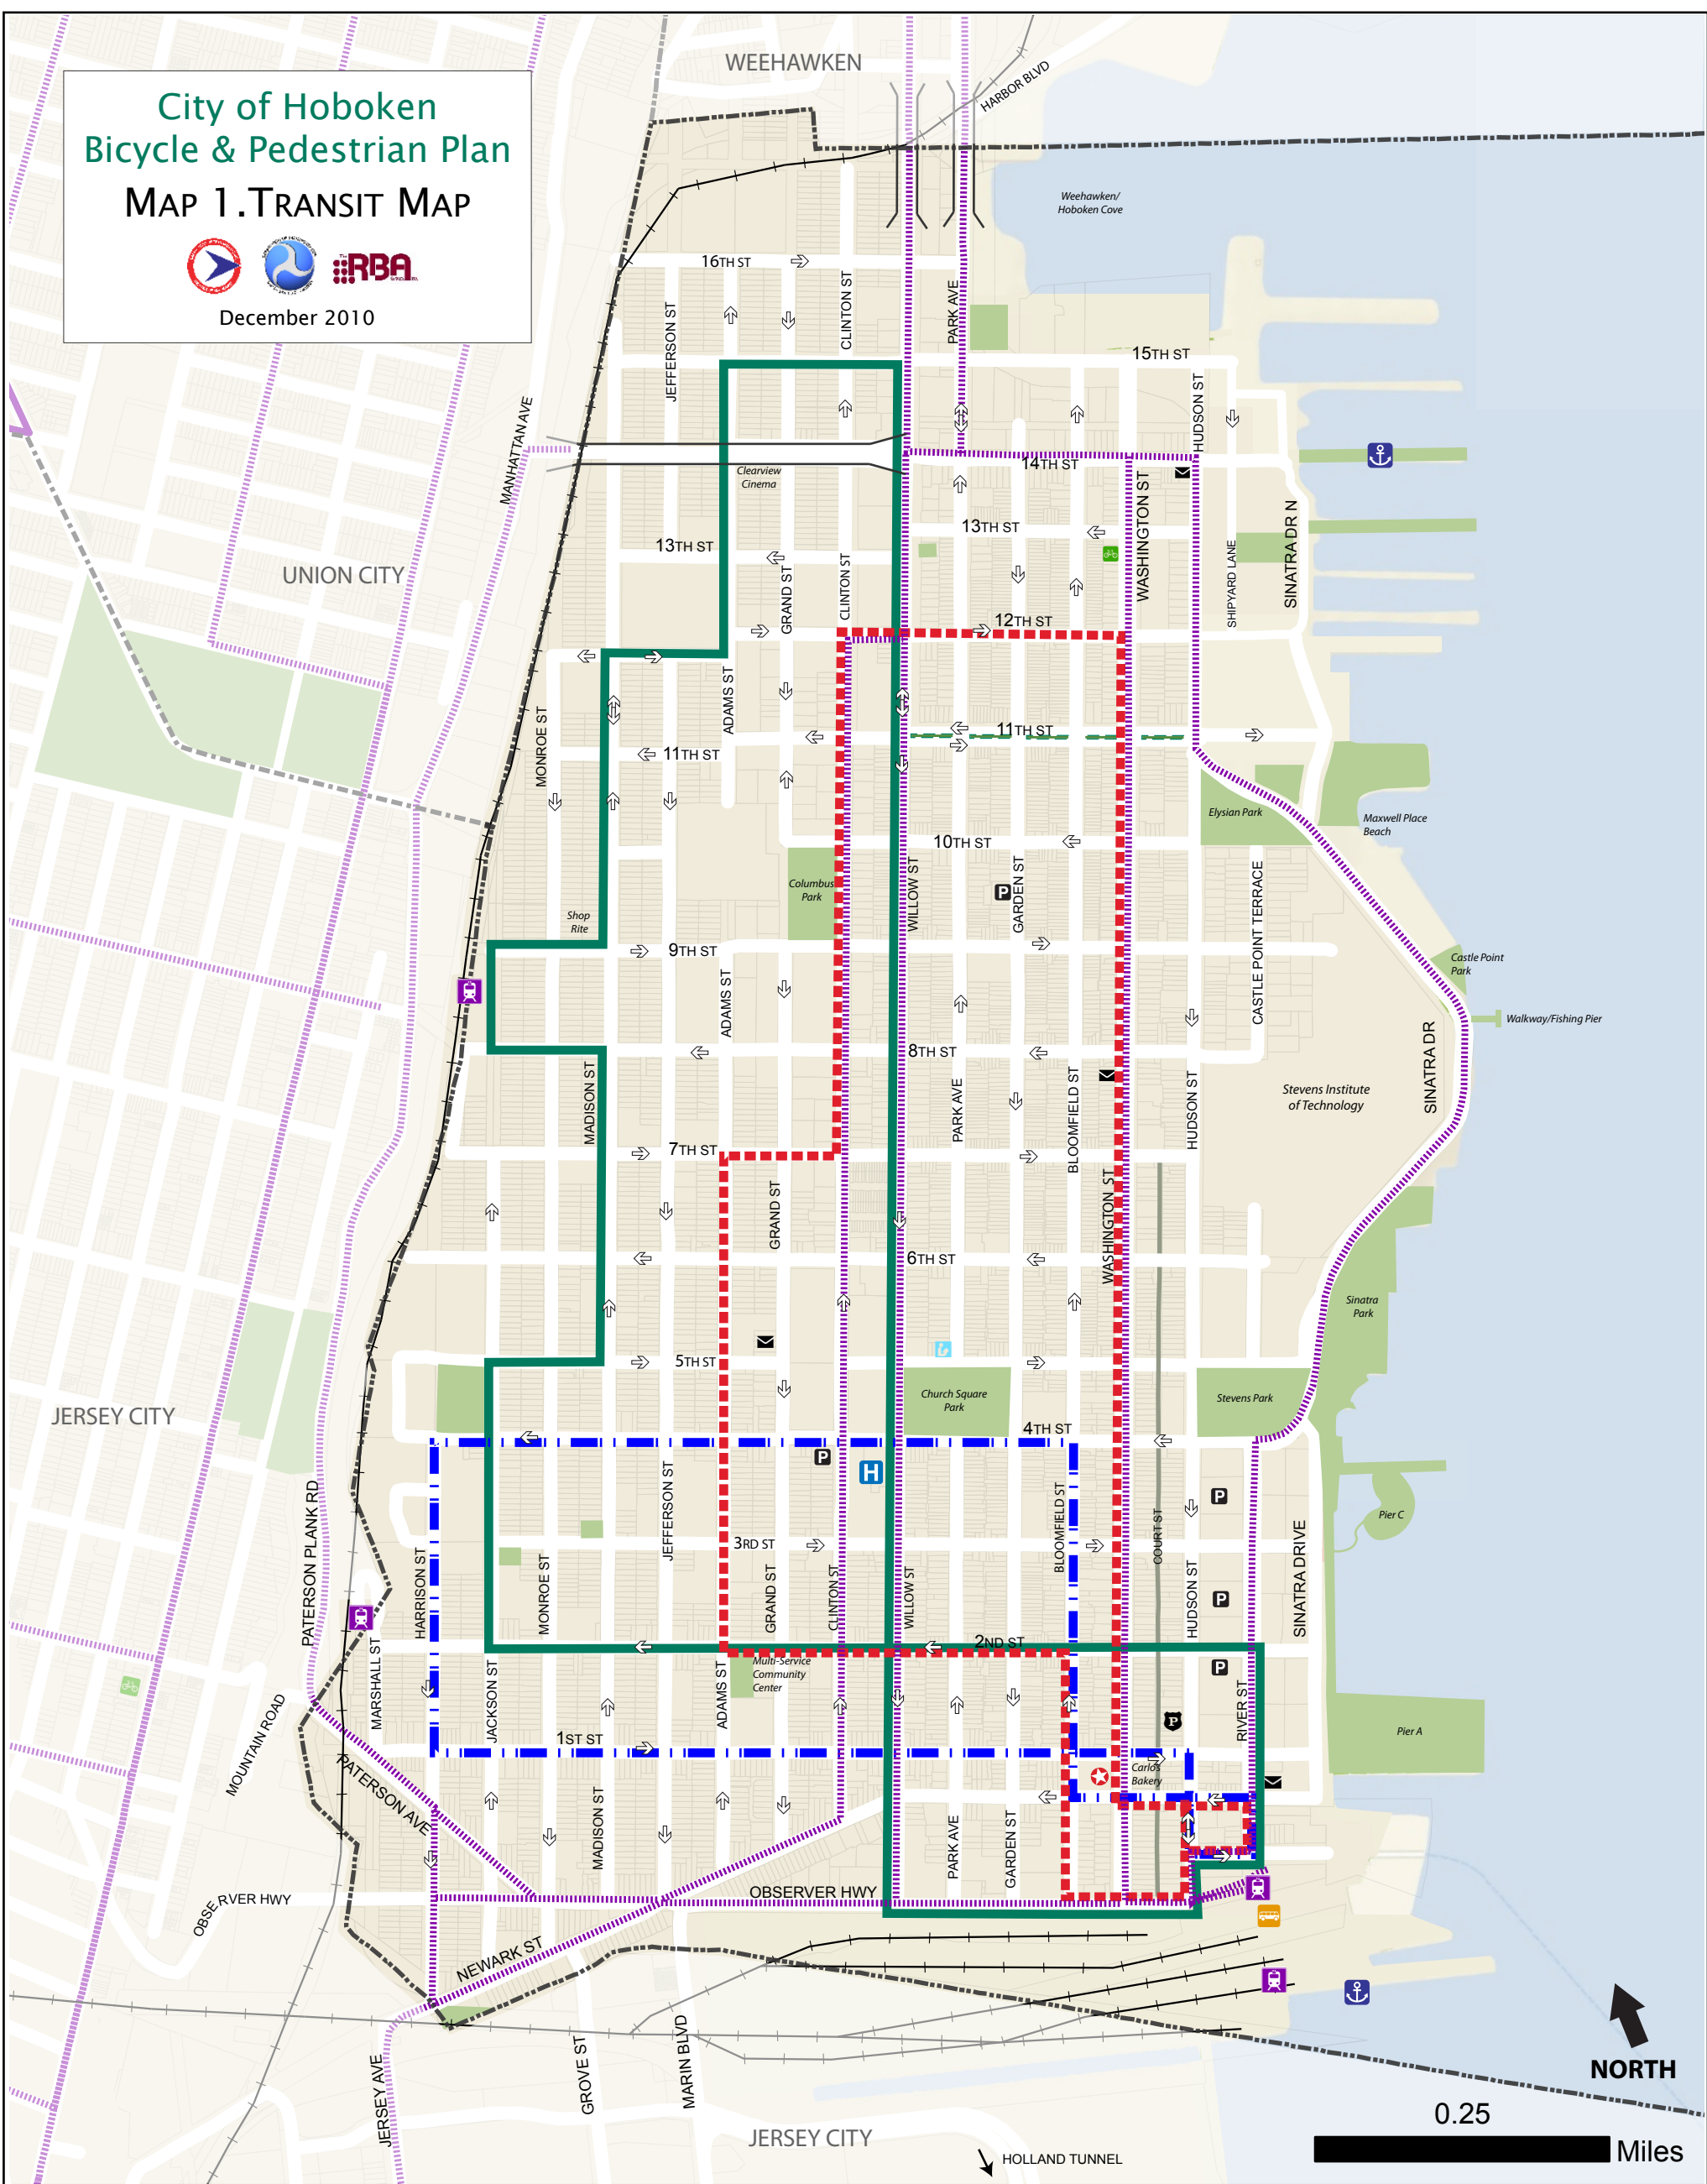 City of Hoboken
Bicycle & Pedestrian Plan
MAP 1.TRANSIT MAP
RBA
December 2010
WEEHAWKEN
HARBOR BLVD
Weehawken/
Hoboken Cove
16TH ST
JEFFERSON ST
CLINTON ST
PARK AVE
15TH ST
HUDSON ST
MANHATTAN AVE
Clearview
Cinema
14TH ST
WASHINGTON ST
13TH ST
13TH ST
SINATRA DR N
SHIPYARD LANE
UNION CITY
GRAND ST
CLINTON ST
12TH ST
ADAMS ST
MONROE ST
11TH ST
11TH ST
Elysian Park
Maxwell Place
Beach
10TH ST
Columbus
Park
WILLOW ST
P
GARDEN ST
CASTLE POINT TERRACE
Shop
Rite
9TH ST
Castle Point
Park
ADAMS ST
Walkway/Fishing Pier
8TH ST
SINATRA DR
MADISON ST
PARK AVE
BLOOMFIELD ST
HUDSON ST
Stevens Institute
of Technology
7TH ST
GRAND ST
WASHINGTON ST
6TH ST
Sinatra
Park
5TH ST
Church Square
Park
Stevens Park
JERSEY CITY
4TH ST
P
H
PATERSON PLANK RD
JEFFERSON ST
BLOOMFIELD ST
P
Pier C
3RD ST
COURT ST
HARRISON ST
MONROE ST
GRAND ST
CLINTON ST
WILLOW ST
HUDSON ST
P
SINATRA DRIVE
2ND ST
MARSHALL ST
JACKSON ST
ADAMS ST
Multi-Service
Community
Center
P
RIVER ST
P
Pier A
MOUNTAIN ROAD
1ST ST
Carlos
Bakery
PATERSON AVE
MADISON ST
PARK AVE
GARDEN ST
OBSERVER HWY
OBSERVER HWY
NEWARK ST
JERSEY AVE
GROVE ST
MARIN BLVD
NORTH
0.25
Miles
JERSEY CITY
HOLLAND TUNNEL